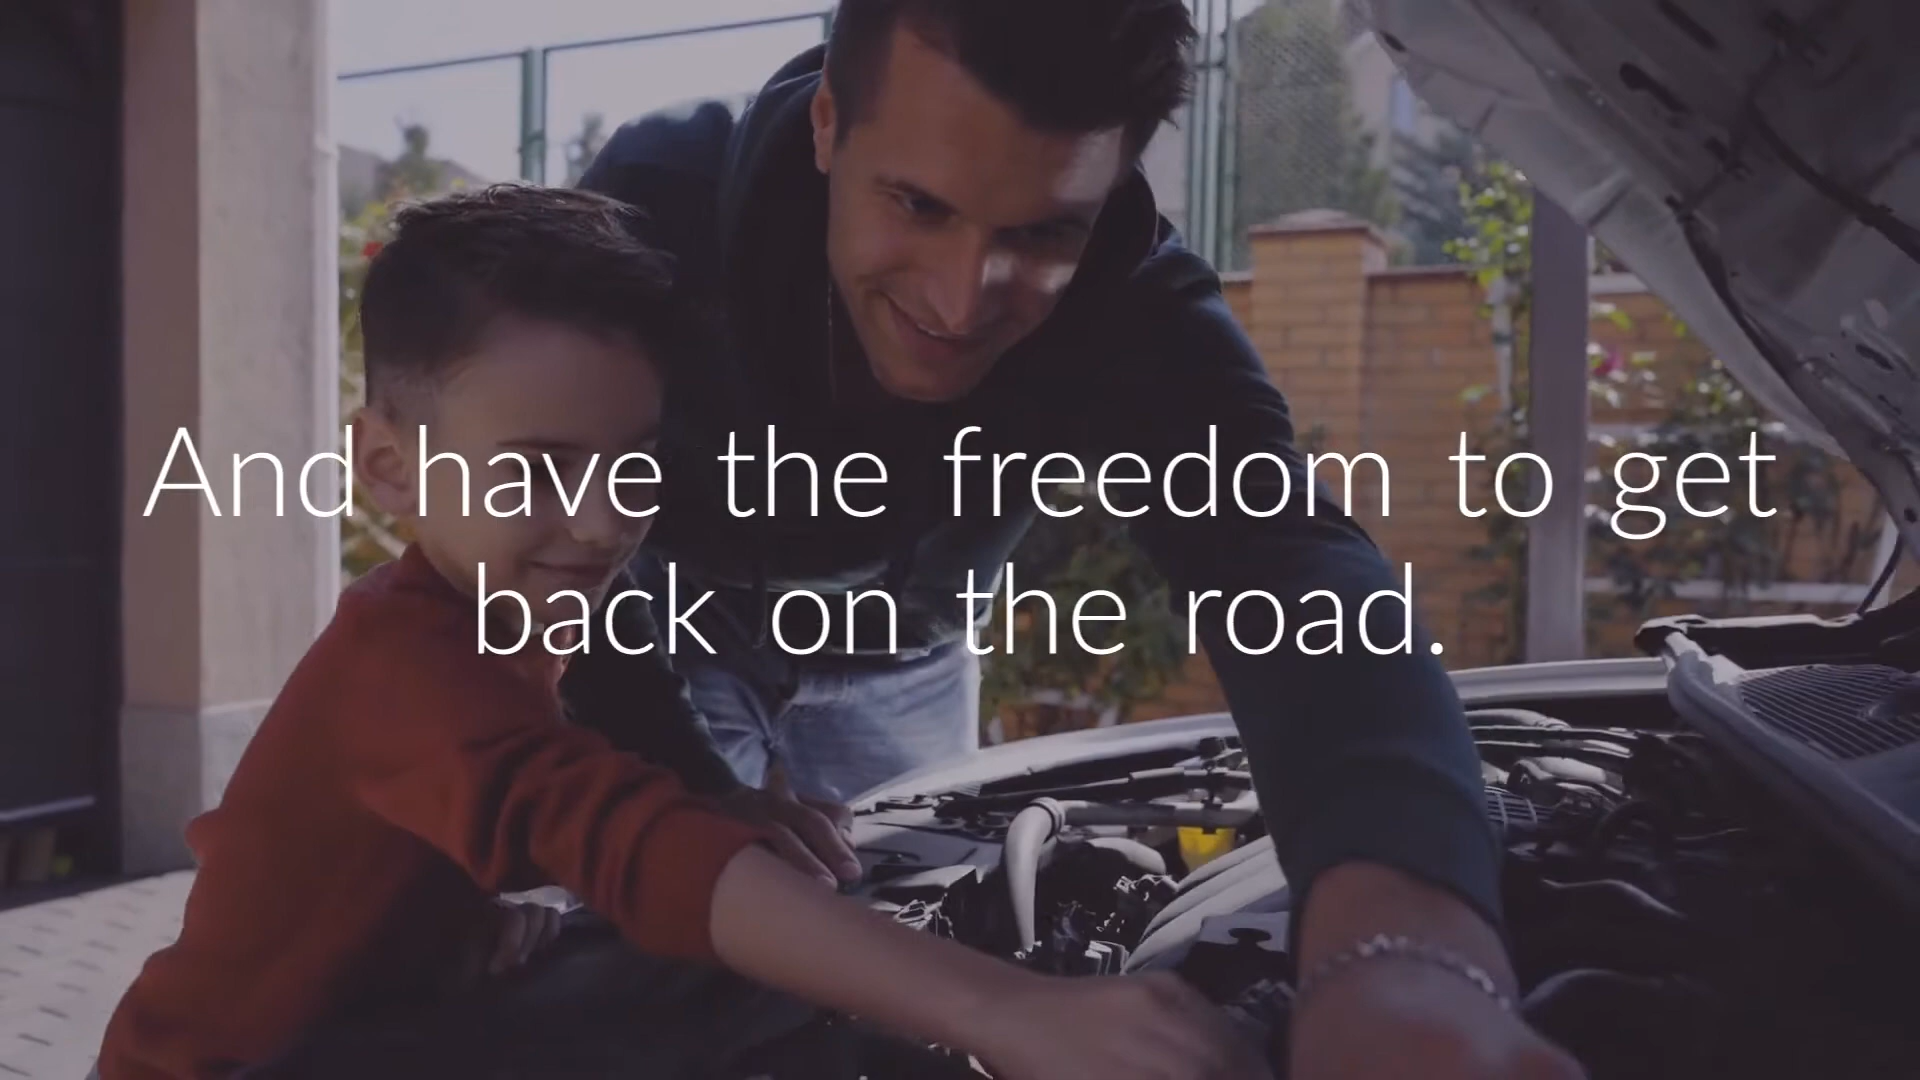 And have the freedom to get
back on the road.